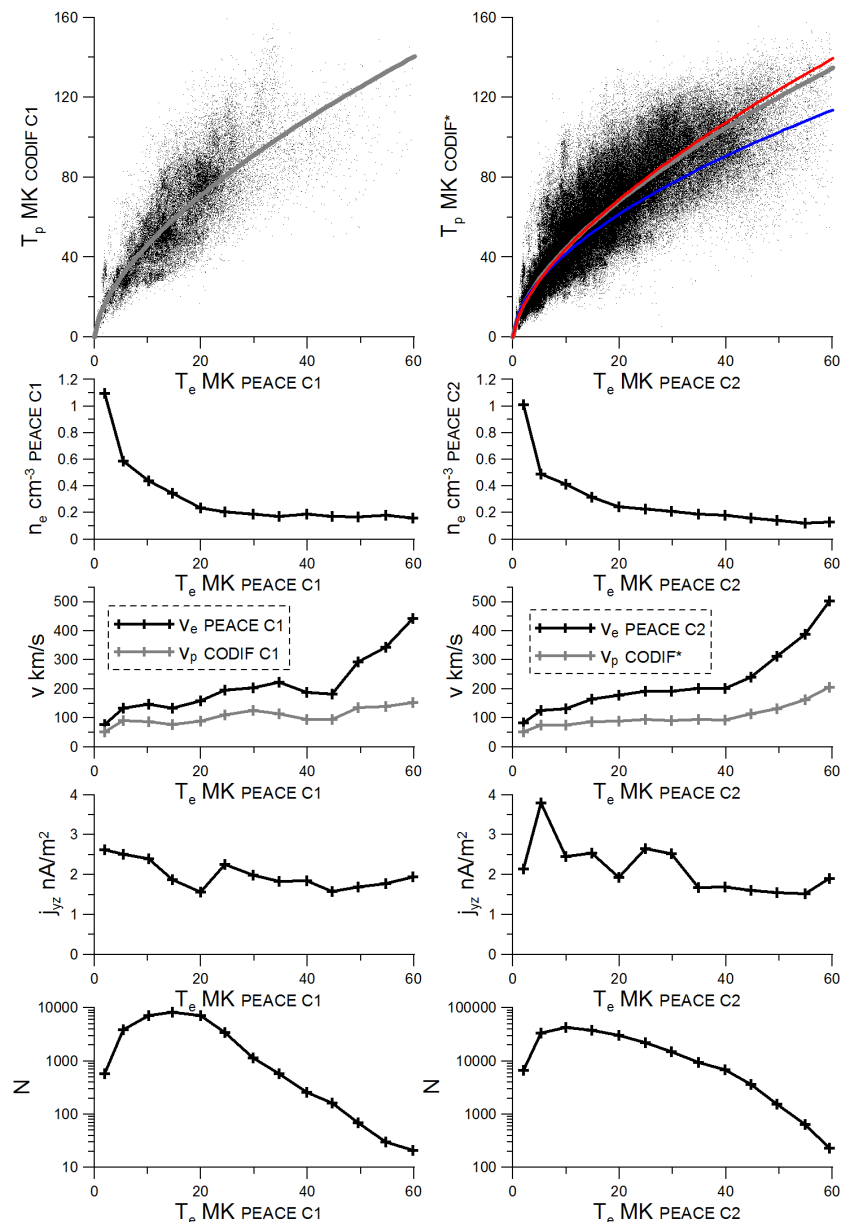 160
120
80
40
0
T_p MK CODIF C1
0 20 40 60
T_e MK PEACE C1
160
120
80
40
0
T_p MK CODIF*
0 20 40 60
T_e MK PEACE C2
1.2
1
0.8
0.6
0.4
0.2
0
n_e cm⁻³ PEACE C1
0 20 40 60
T_e MK PEACE C1
1.2
1
0.8
0.6
0.4
0.2
0
n_e cm⁻³ PEACE C2
0 20 40 60
T_e MK PEACE C2
500
400
300
200
100
0
v km/s
v_e PEACE C1
v_p CODIF C1
0 20 40 60
T_e MK PEACE C1
500
400
300
200
100
0
v km/s
v_e PEACE C2
v_p CODIF*
0 20 40 60
T_e MK PEACE C2
4
3
2
1
0
j_yz nA/m²
0 20 40 60
T_e MK PEACE C1
4
3
2
1
0
j_yz nA/m²
0 20 40 60
T_e MK PEACE C2
10000
1000
100
10
N
0 20 40 60
T_e MK PEACE C1
100000
10000
1000
100
N
0 20 40 60
T_e MK PEACE C2